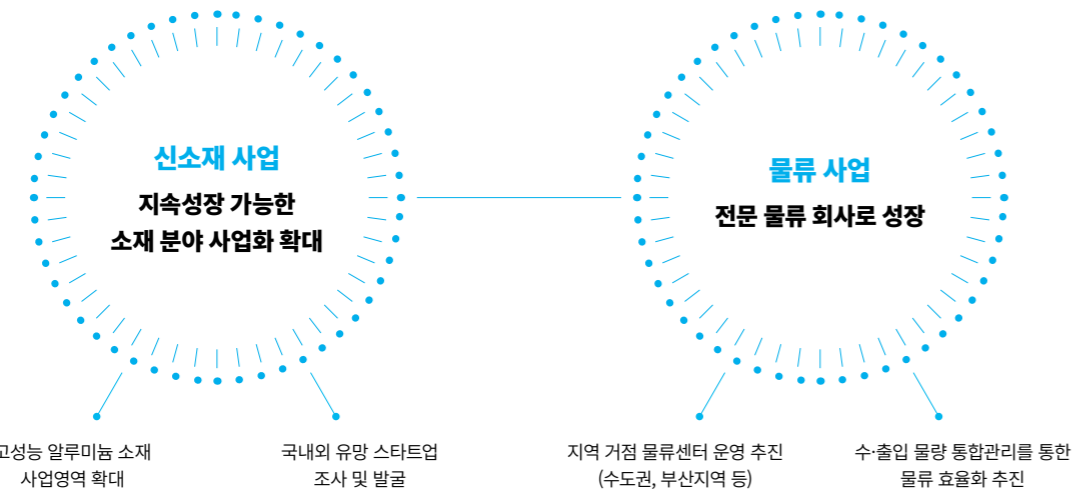 신소재 사업
지속성장 가능한
소재 분야 사업화 확대
물류 사업
전문 물류 회사로 성장
고성능 알루미늄 소재
사업영역 확대
국내외 유망 스타트업
조사 및 발굴
지역 거점 물류센터 운영 추진
(수도권, 부산지역 등)
수·출입 물량 통합관리를 통한
물류 효율화 추진